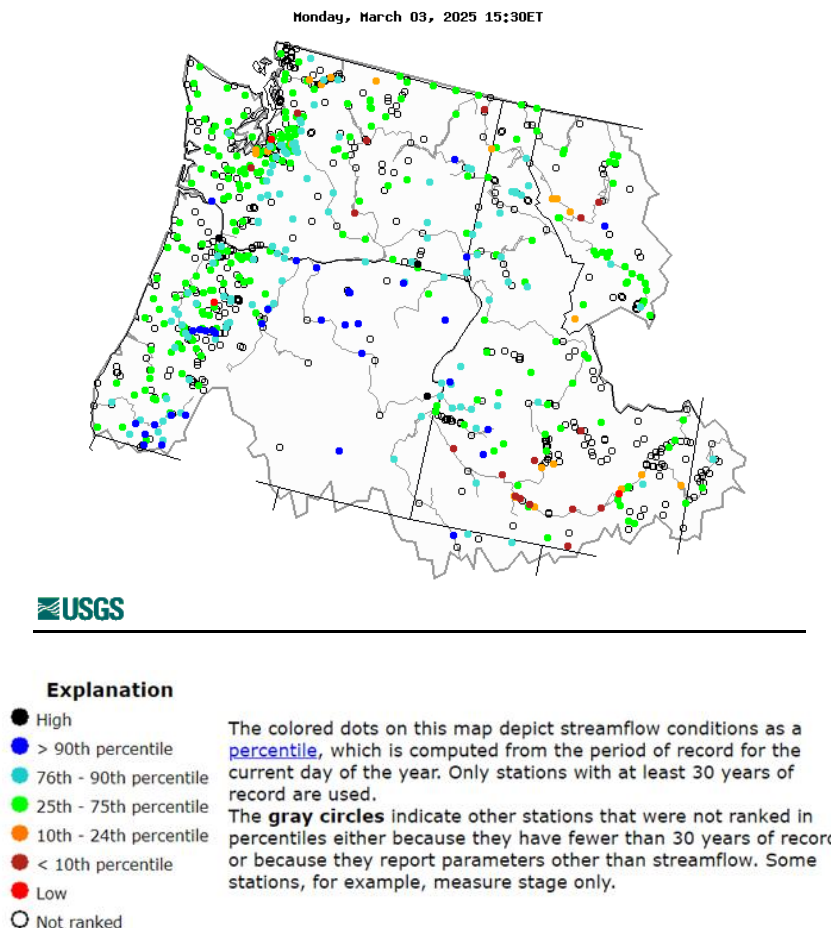 Monday, March 03, 2025 15:30ET
USGS
Explanation
High
> 90th percentile
76th - 90th percentile
25th - 75th percentile
10th - 24th percentile
< 10th percentile
Low
Not ranked
The colored dots on this map depict streamflow conditions as a
percentile, which is computed from the period of record for the
current day of the year. Only stations with at least 30 years of
record are used.
The gray circles indicate other stations that were not ranked in
percentiles either because they have fewer than 30 years of record
or because they report parameters other than streamflow. Some
stations, for example, measure stage only.